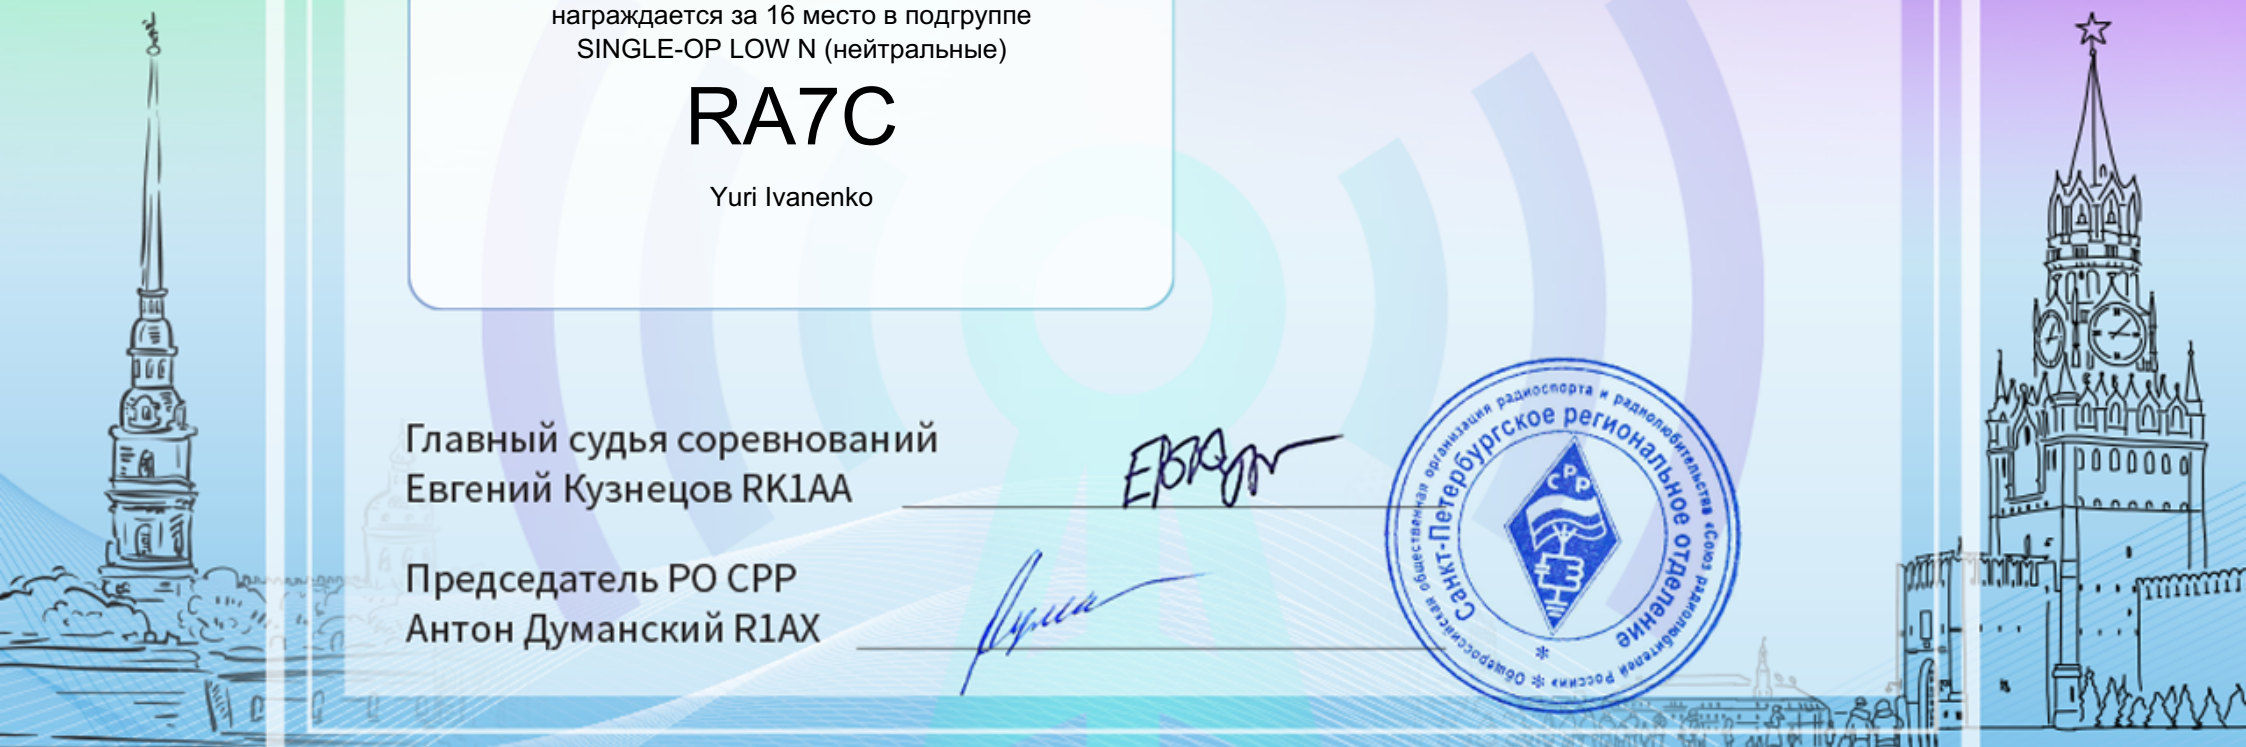 награждается за 16 место в подгруппе
SINGLE-OP LOW N (нейтральные)
RA7C
Yuri Ivanenko
Главный судья соревнований
Евгений Кузнецов RK1AA
Председатель РО СРР
Антон Думанский R1AX
Общероссийская общественная организация радиоспорта и радиолюбительства «Союз радиолюбителей России» *
Санкт-Петербургское региональное отделение *
СРР